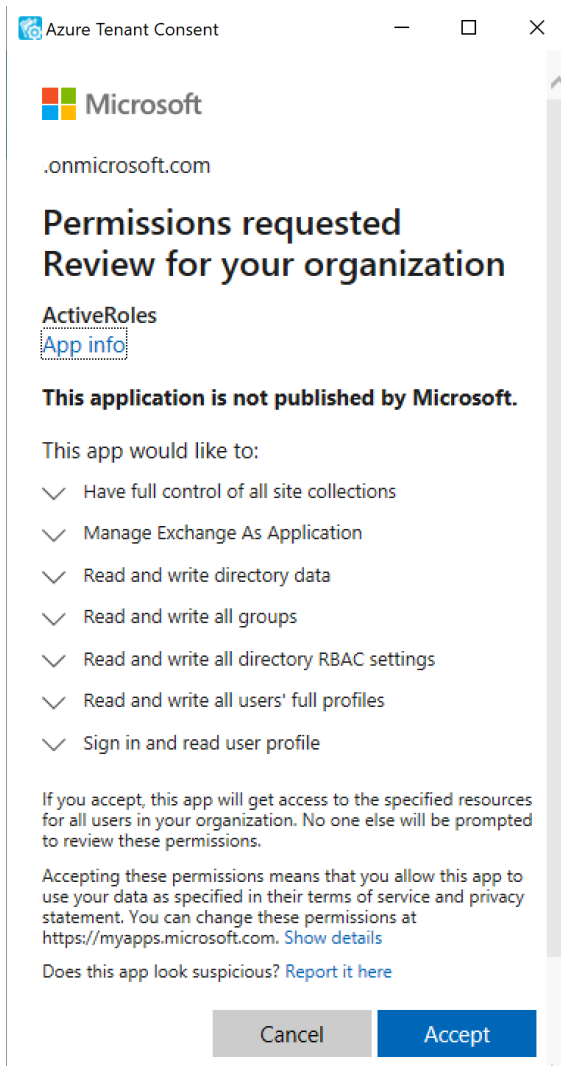 Azure Tenant Consent
Microsoft
.onmicrosoft.com
Permissions requested
Review for your organization
ActiveRoles
App info
This application is not published by Microsoft.
This app would like to:
Have full control of all site collections
Manage Exchange As Application
Read and write directory data
Read and write all groups
Read and write all directory RBAC settings
Read and write all users' full profiles
Sign in and read user profile
If you accept, this app will get access to the specified resources
for all users in your organization. No one else will be prompted
to review these permissions.
Accepting these permissions means that you allow this app to
use your data as specified in their terms of service and privacy
statement. You can change these permissions at
https://myapps.microsoft.com. Show details
Does this app look suspicious? Report it here
Cancel
Accept